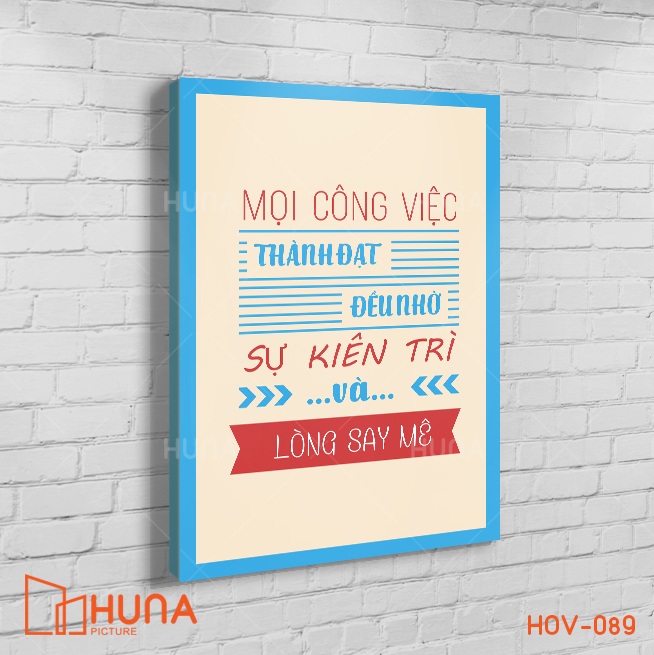 MỌI CÔNG VIỆC
THÀNH ĐẠT
ĐỀU NHỜ
SỰ KIÊN TRÌ
...và...
LÒNG SAY MÊ
HUNA
PICTURE
HOV-089